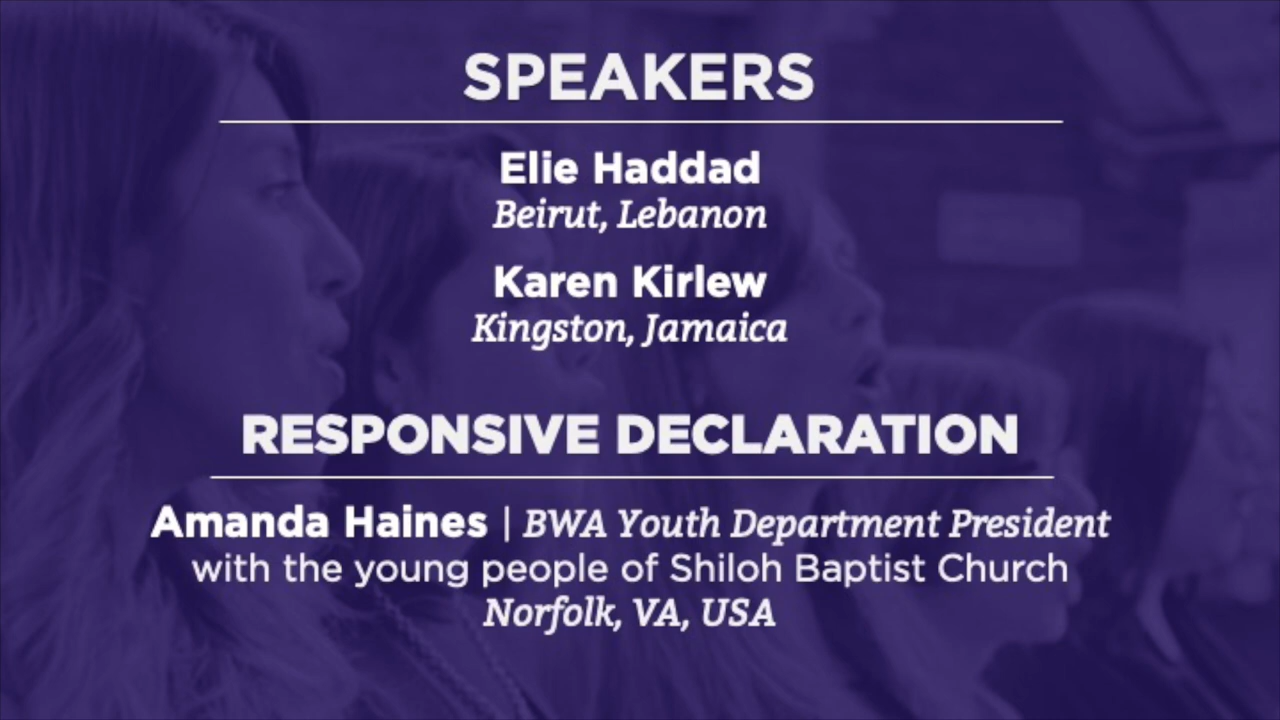 SPEAKERS
Elie Haddad
Beirut, Lebanon
Karen Kirlew
Kingston, Jamaica
RESPONSIVE DECLARATION
Amanda Haines | BWA Youth Department President
with the young people of Shiloh Baptist Church
Norfolk, VA, USA